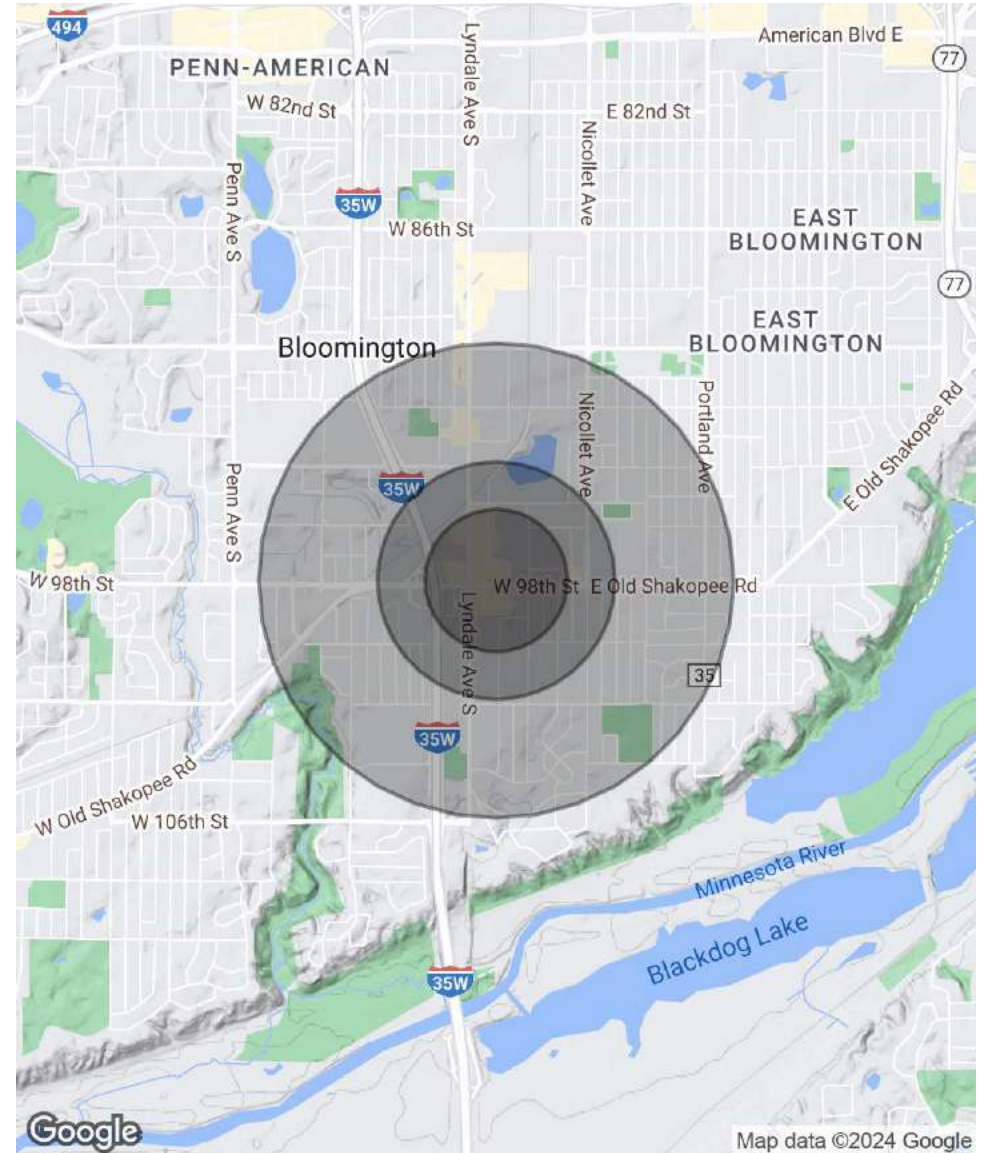 494
Lyndale Ave S
American Blvd E
77
PENN-AMERICAN
W 82nd St
E 82nd St
Nicollet Ave
Penn Ave S
35W
W 86th St
EAST
BLOOMINGTON
77
EAST
BLOOMINGTON
Bloomington
Nicollet Ave
Portland Ave
E Old Shakopee Rd
Penn Ave S
35W
W 98th St
W 98th St
E Old Shakopee Rd
Lyndale Ave S
35
35W
W Old Shakopee Rd
W 106th St
Minnesota River
Blackdog Lake
35W
Google
Map data ©2024 Google